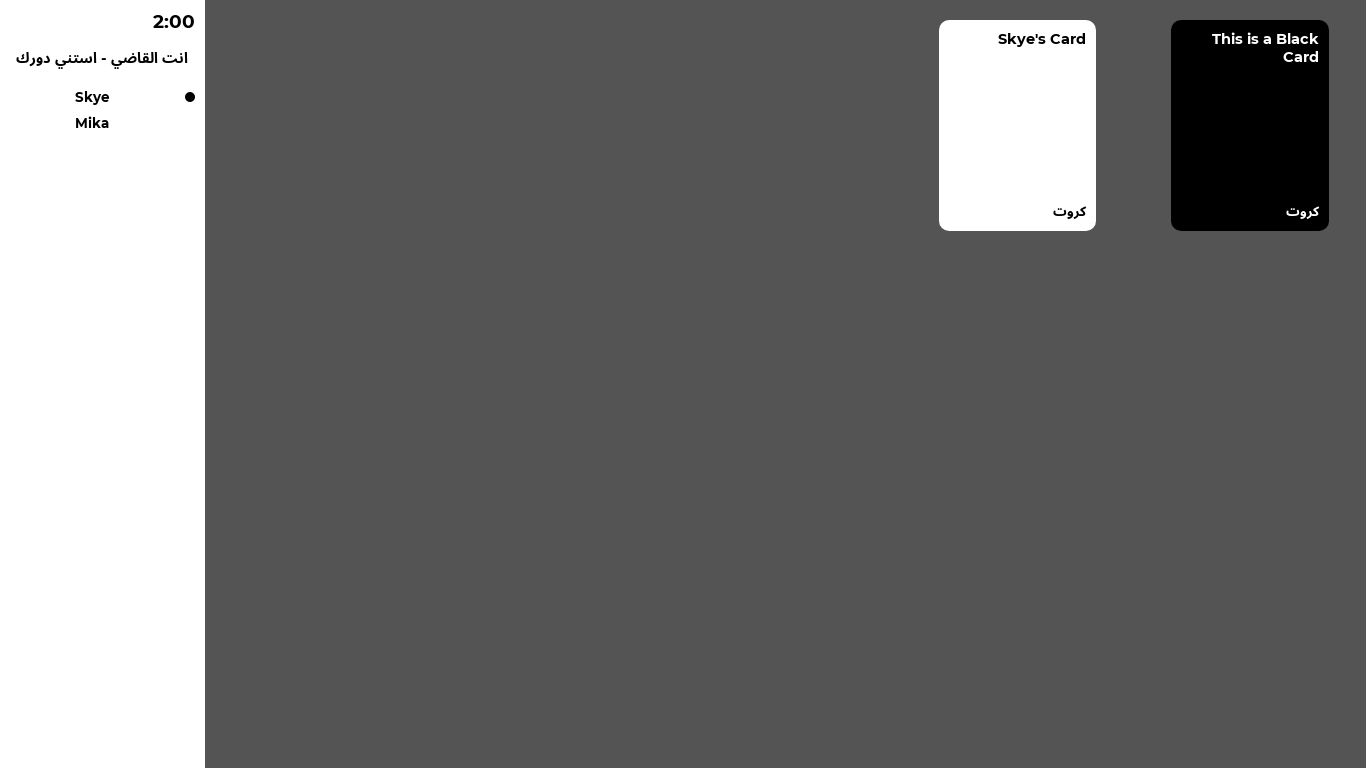 2:00
انت القاضي - استني دورك
Skye
Mika
This is a Black
Card
كروت
Skye's Card
كروت